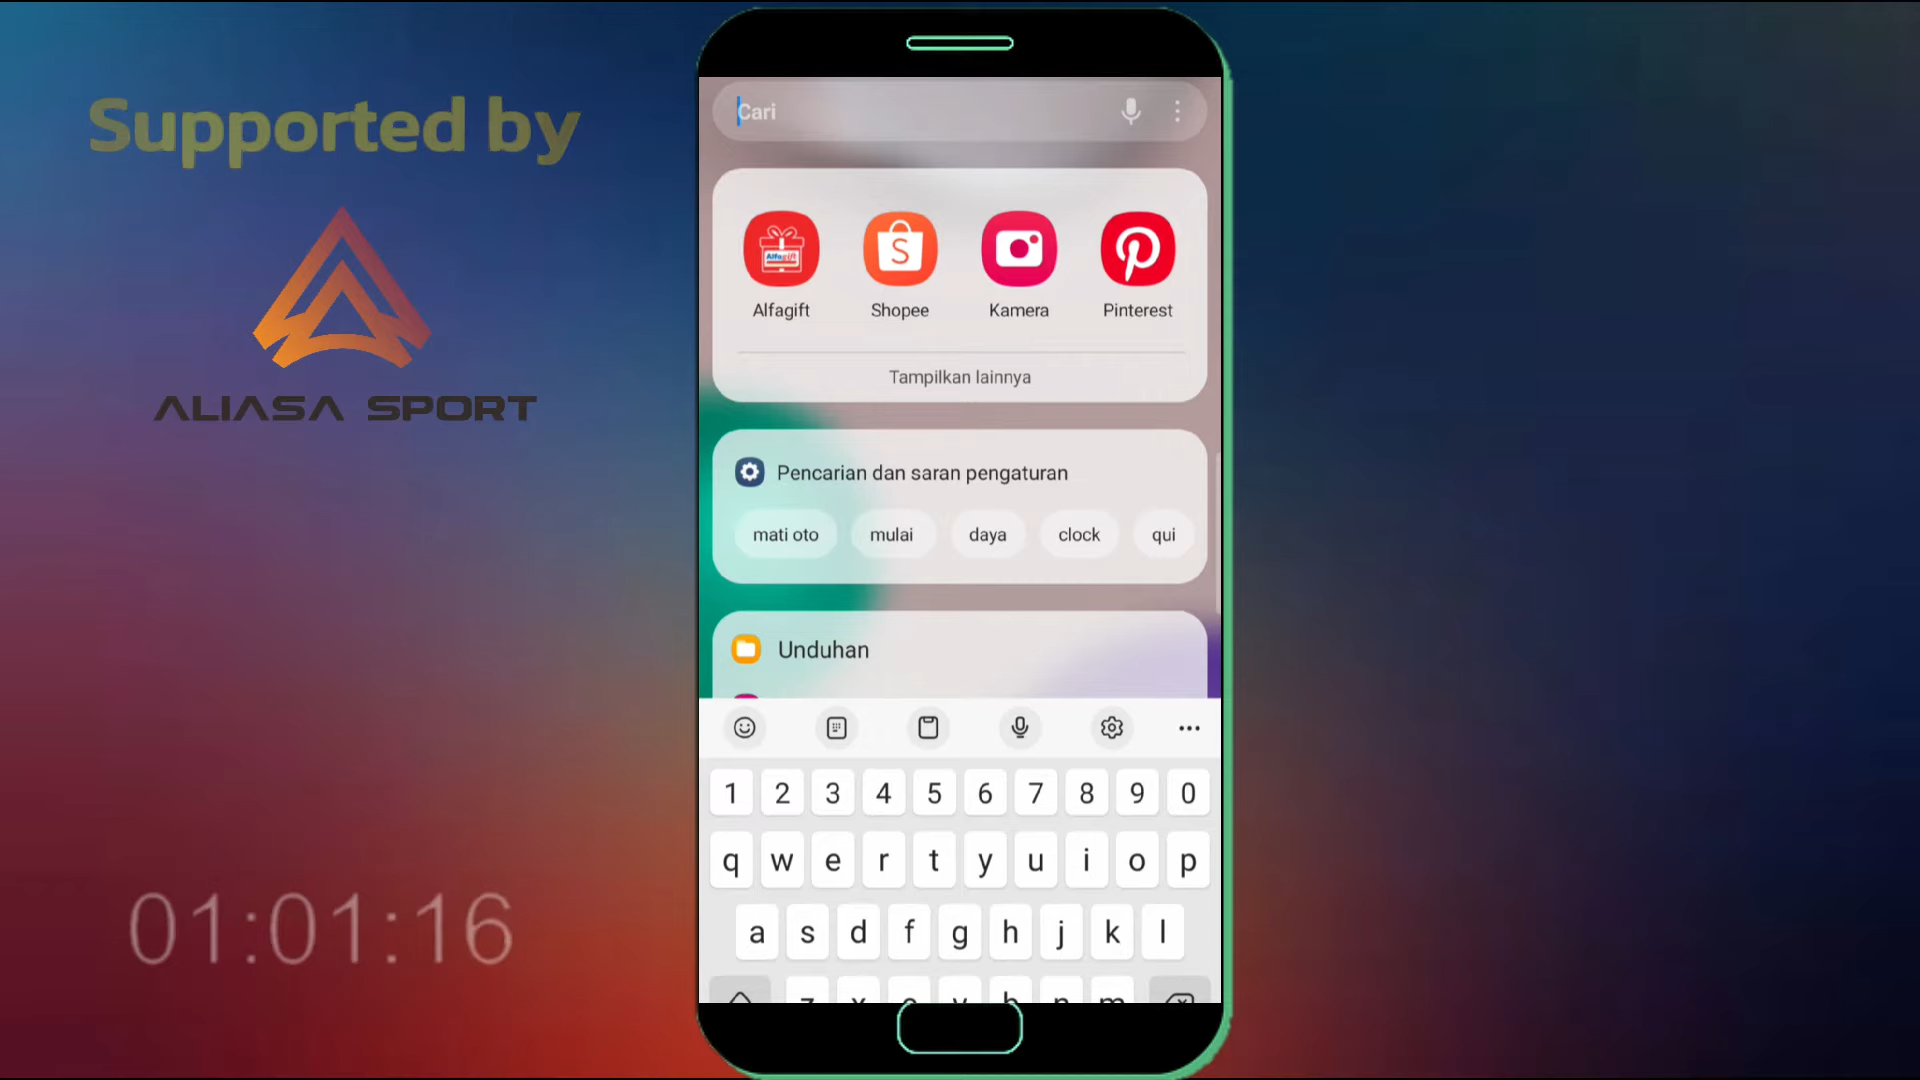 Supported by
ALIASA SPORT
01:01:16
Cari
Alfagift
Alfagift Shopee Kamera Pinterest
Tampilkan lainnya
Pencarian dan saran pengaturan
mati oto mulai daya clock qui
Unduhan
1 2 3 4 5 6 7 8 9 0
q w e r t y u i o p
a s d f g h j k l
z x c v b n m